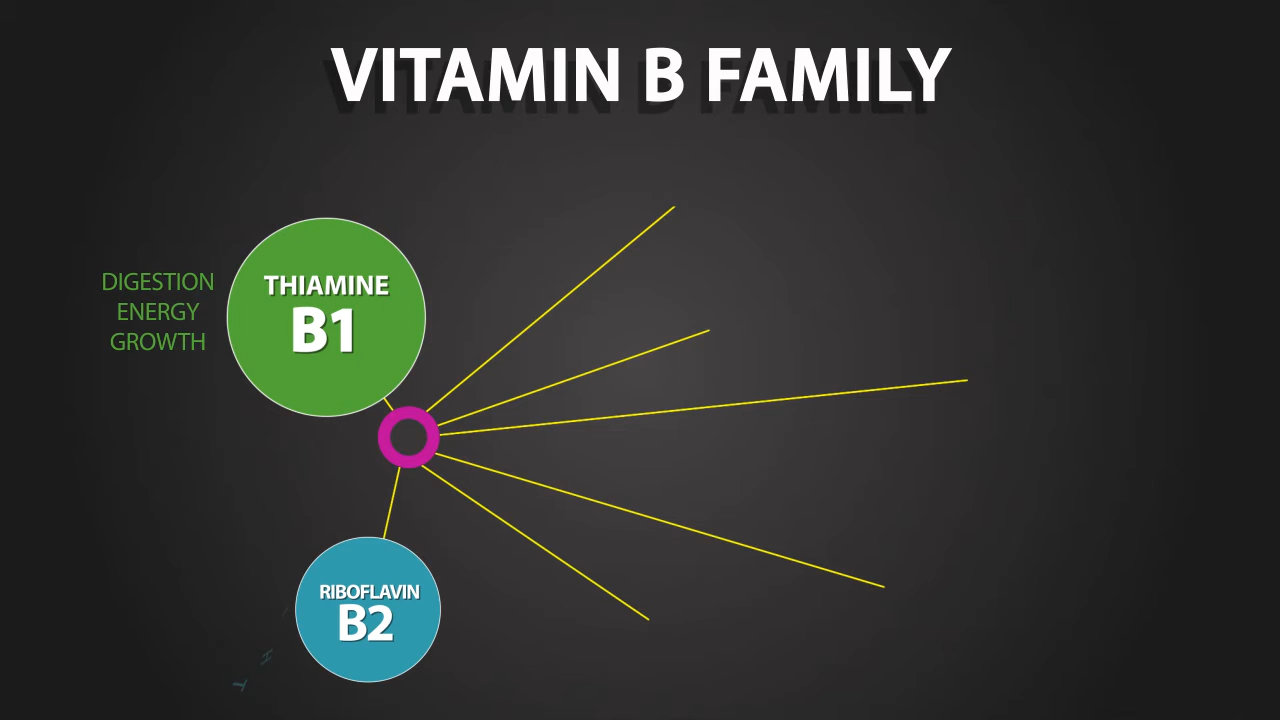 VITAMIN B FAMILY
DIGESTION
ENERGY
GROWTH
THIAMINE
B1
RIBOFLAVIN
B2